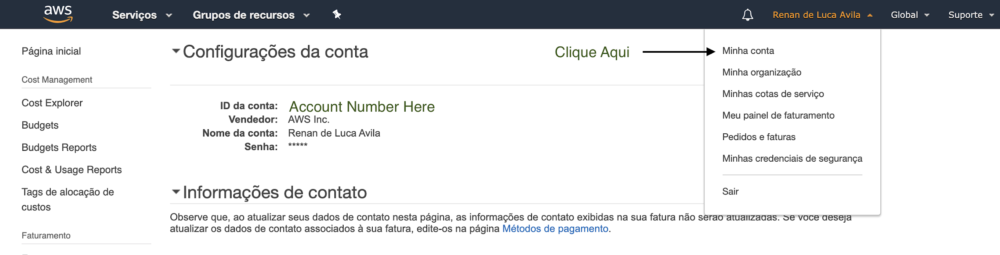 aws Serviços Grupos de recursos Renan de Luca Avila Global Suporte
Página inicial
Cost Management
Cost Explorer
Budgets
Budgets Reports
Cost & Usage Reports
Tags de alocação de
custos
Faturamento
Configurações da conta
Clique Aqui
ID da conta: Account Number Here
Vendedor: AWS Inc.
Nome da conta: Renan de Luca Avila
Senha: *****
Informações de contato
Observe que, ao atualizar seus dados de contato nesta página, as informações de contato exibidas na sua fatura não serão atualizadas. Se você deseja
atualizar os dados de contato associados à sua fatura, edite-os na página Métodos de pagamento.
Minha conta
Minha organização
Minhas cotas de serviço
Meu painel de faturamento
Pedidos e faturas
Minhas credenciais de segurança
Sair